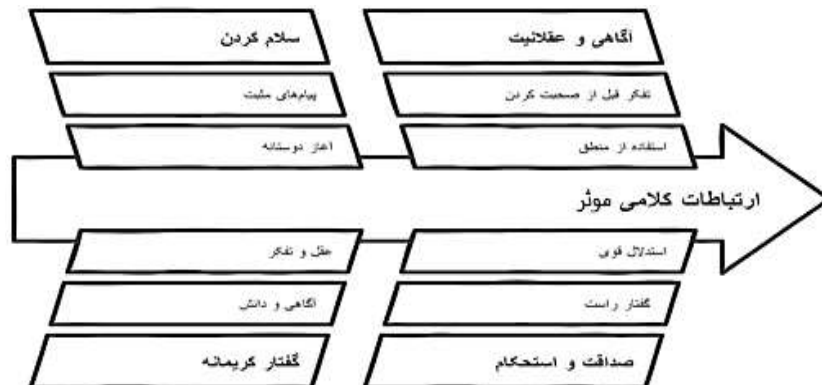 آگاهی و عقلانیت
تفکر قبل از صحبت کردن
استفاده از منطق
سلام کردن
پیام‌های مثبت
آغاز دوستانه
ارتباطات کلامی موثر
استدلال قوی
گفتار راست
صداقت و استحکام
عقل و تفکر
آگاهی و دانش
گفتار کریمانه